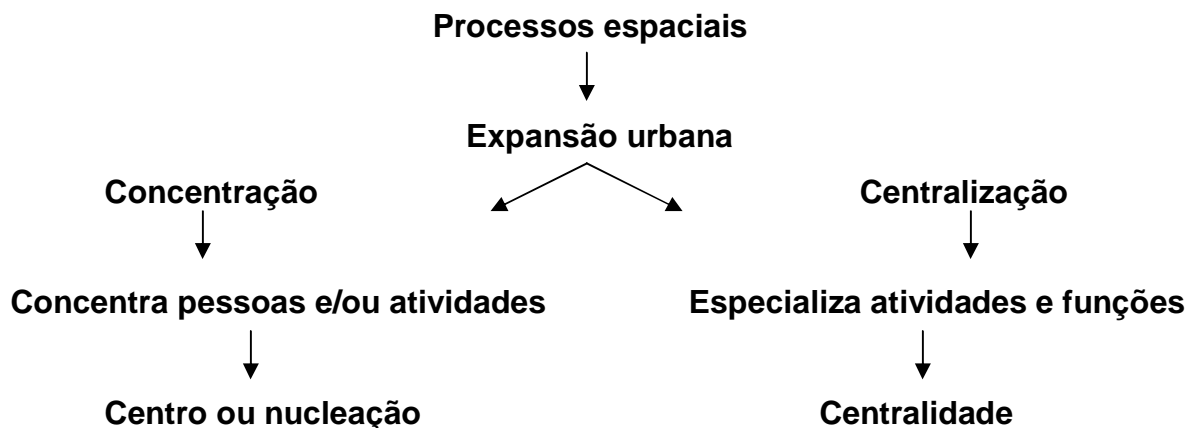 Processos espaciais
Expansão urbana
Concentração
Centralização
Concentra pessoas e/ou atividades
Especializa atividades e funções
Centro ou nucleação
Centralidade